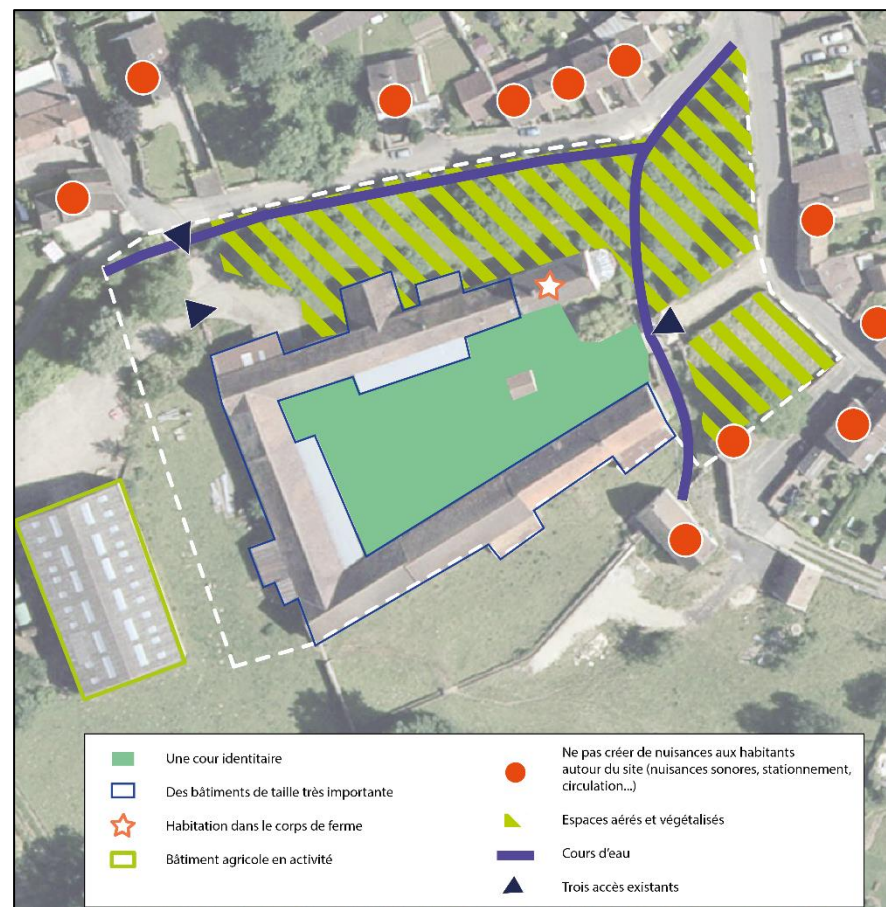 Une cour identitaire
Des bâtiments de taille très importante
Habitation dans le corps de ferme
Bâtiment agricole en activité
Ne pas créer de nuisances aux habitants
autour du site (nuisances sonores, stationnement,
circulation...)
Espaces aérés et végétalisés
Cours d'eau
Trois accès existants